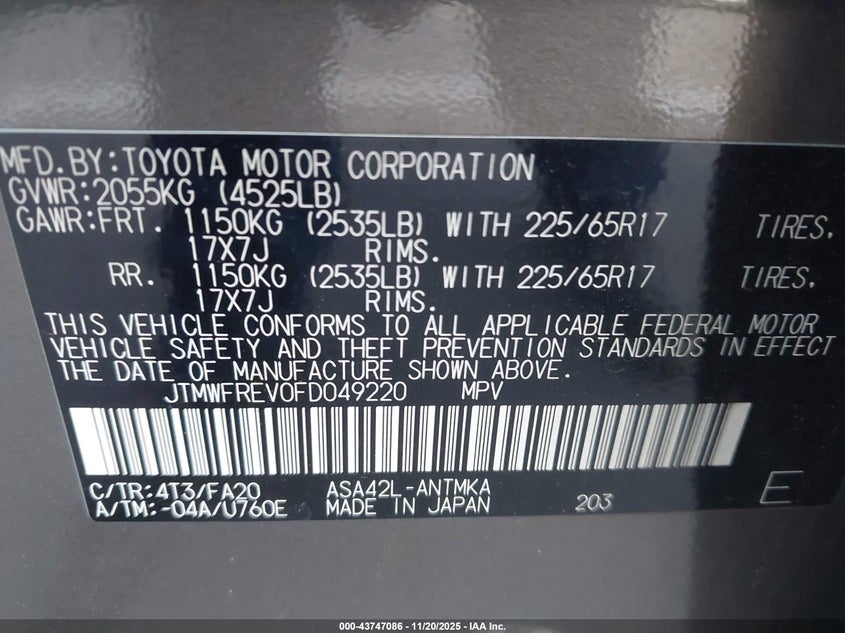 MFD.BY:TOYOTA MOTOR CORPORATION
GVWR:2055KG (4525LB)
GAWR:FRT. 1150KG (2535LB) WITH 225/65R17 TIRES.
17X7J RIMS.
RR. 1150KG (2535LB) WITH 225/65R17 TIRES.
17X7J RIMS.
THIS VEHICLE CONFORMS TO ALL APPLICABLE FEDERAL MOTOR
VEHICLE SAFETY AND THEFT PREVENTION STANDARDS IN EFFECT
THE DATE OF MANUFACTURE SHOWN ABOVE.
JTMWFREV0FD049220 MPV
C/TR:4T3/FA20 ASA42L-ANTMKA
A/TM:-04A/U760E MADE IN JAPAN 203 E
000-43747086 - 11/20/2025 - IAA Inc.